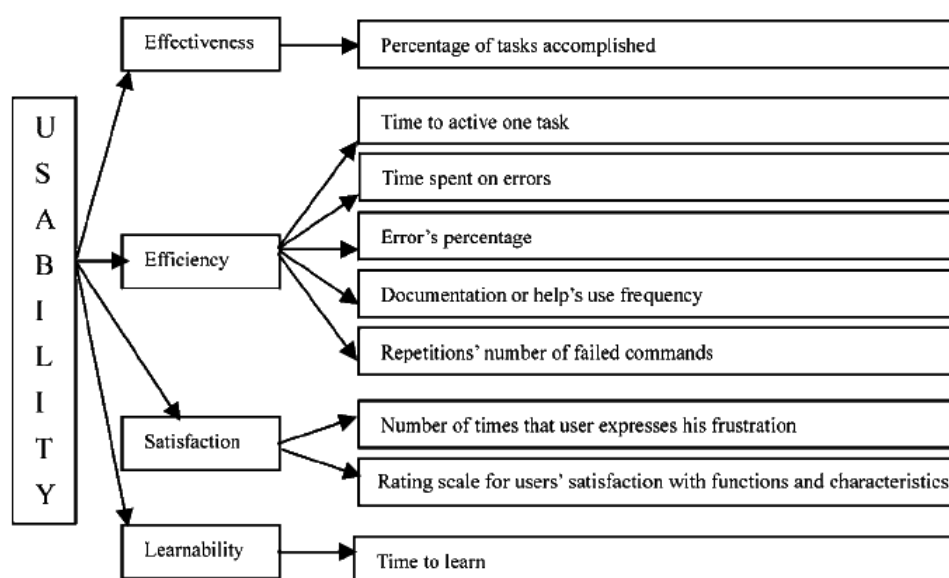 USABILITY
Effectiveness
Percentage of tasks accomplished
Efficiency
Time to active one task
Time spent on errors
Error's percentage
Documentation or help's use frequency
Repetitions' number of failed commands
Satisfaction
Number of times that user expresses his frustration
Rating scale for users' satisfaction with functions and characteristics
Learnability
Time to learn